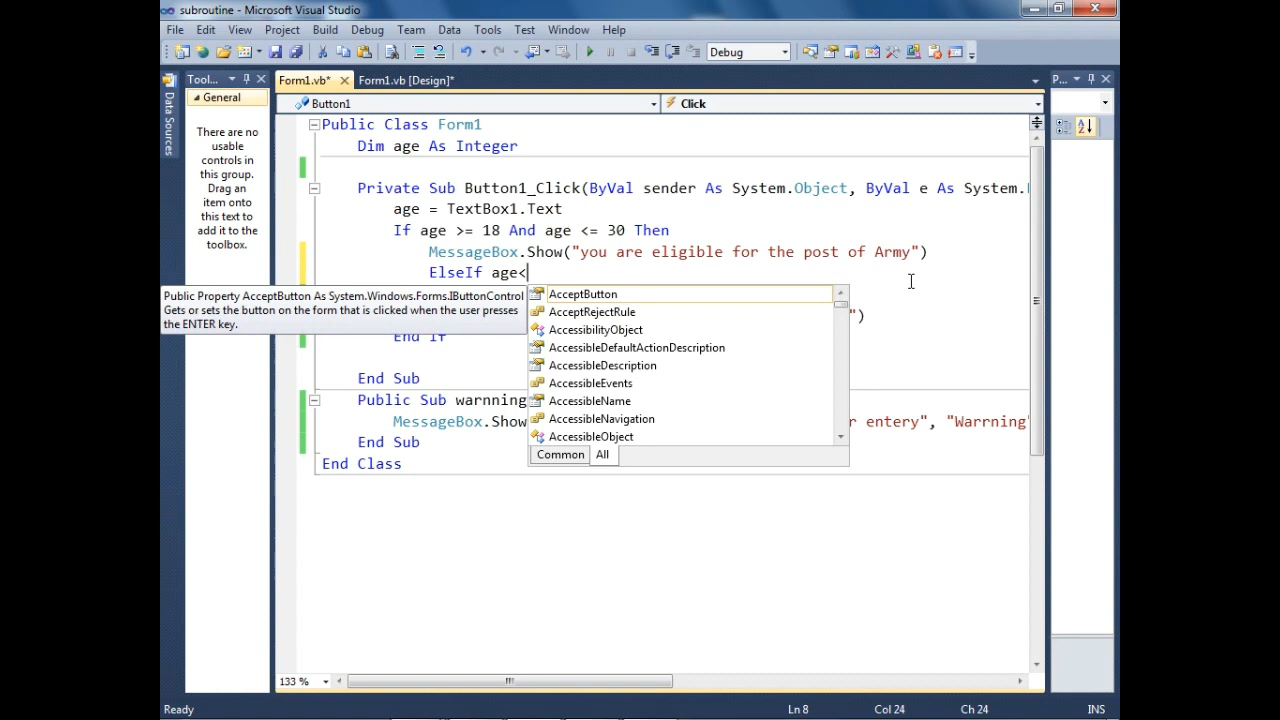 subroutine - Microsoft Visual Studio
File Edit View Project Build Debug Team Data Tools Test Window Help
Debug
Tool...
Form1.vb*
Form1.vb [Design]*
P...
Data Sources
General
There are no
usable
controls in
this group.
Drag an
item onto
this text to
add it to the
toolbox.
Button1
Click
Public Class Form1
Dim age As Integer
Private Sub Button1_Click(ByVal sender As System.Object, ByVal e As System.
age = TextBox1.Text
If age >= 18 And age <= 30 Then
MessageBox.Show("you are eligible for the post of Army")
ElseIf age<
Public Property AcceptButton As System.Windows.Forms.IButtonControl
Gets or sets the button on the form that is clicked when the user presses
the ENTER key.
AcceptButton
AcceptRejectRule
AccessibilityObject
AccessibleDefaultActionDescription
AccessibleDescription
AccessibleEvents
AccessibleName
AccessibleNavigation
AccessibleObject
Common All
")
End If
End Sub
Public Sub warnning
MessageBox.Show
r entery", "Warrning"
End Sub
End Class
133 %
Ready
Ln 8
Col 24
Ch 24
INS